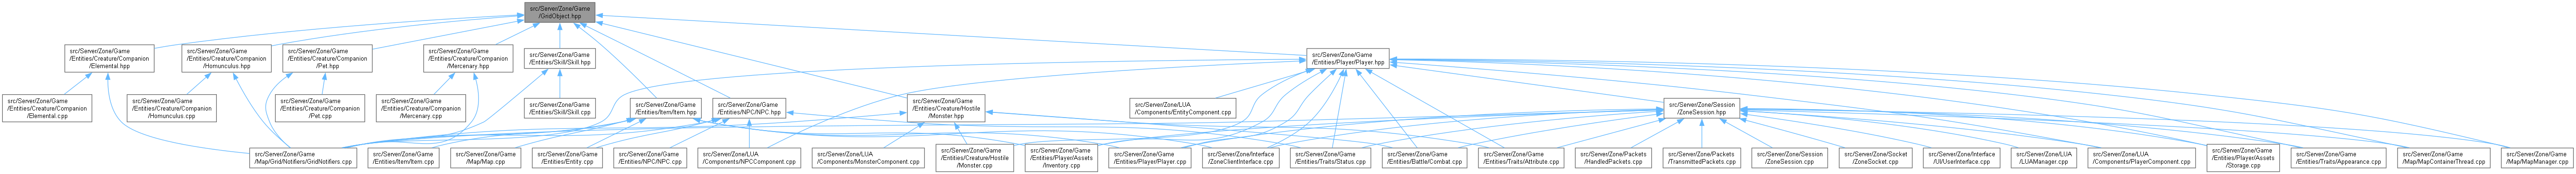 src/Server/Zone/Game
/GridObject.hpp
src/Server/Zone/Game
/Entities/Creature/Companion
/Elemental.hpp
src/Server/Zone/Game
/Entities/Creature/Companion
/Homunculus.hpp
src/Server/Zone/Game
/Entities/Creature/Companion
/Pet.hpp
src/Server/Zone/Game
/Entities/Creature/Companion
/Mercenary.hpp
src/Server/Zone/Game
/Entities/Skill/Skill.hpp
src/Server/Zone/Game
/Entities/Player/Player.hpp
src/Server/Zone/Game
/Entities/Creature/Companion
/Elemental.cpp
src/Server/Zone/Game
/Entities/Creature/Companion
/Homunculus.cpp
src/Server/Zone/Game
/Entities/Creature/Companion
/Pet.cpp
src/Server/Zone/Game
/Entities/Creature/Companion
/Mercenary.cpp
src/Server/Zone/Game
/Entities/Skill/Skill.cpp
src/Server/Zone/Game
/Entities/Item/Item.hpp
src/Server/Zone/Game
/Entities/NPC/NPC.hpp
src/Server/Zone/Game
/Entities/Creature/Hostile
/Monster.hpp
src/Server/Zone/LUA
/Components/EntityComponent.cpp
src/Server/Zone/Session
/ZoneSession.hpp
src/Server/Zone/Game
/Map/Grid/Notifiers/GridNotifiers.cpp
src/Server/Zone/Game
/Entities/Item/Item.cpp
src/Server/Zone/Game
/Map/Map.cpp
src/Server/Zone/Game
/Entities/Entity.cpp
src/Server/Zone/Game
/Entities/NPC/NPC.cpp
src/Server/Zone/LUA
/Components/NPCComponent.cpp
src/Server/Zone/LUA
/Components/MonsterComponent.cpp
src/Server/Zone/Game
/Entities/Creature/Hostile
/Monster.cpp
src/Server/Zone/Game
/Entities/Player/Assets
/Inventory.cpp
src/Server/Zone/Game
/Entities/Player/Player.cpp
src/Server/Zone/Interface
/ZoneClientInterface.cpp
src/Server/Zone/Game
/Entities/Traits/Status.cpp
src/Server/Zone/Game
/Entities/Battle/Combat.cpp
src/Server/Zone/Game
/Entities/Traits/Attribute.cpp
src/Server/Zone/Packets
/HandledPackets.cpp
src/Server/Zone/Packets
/TransmittedPackets.cpp
src/Server/Zone/Session
/ZoneSession.cpp
src/Server/Zone/Socket
/ZoneSocket.cpp
src/Server/Zone/Interface
/UI/UserInterface.cpp
src/Server/Zone/LUA
/LUAManager.cpp
src/Server/Zone/LUA
/Components/PlayerComponent.cpp
src/Server/Zone/Game
/Entities/Player/Assets
/Storage.cpp
src/Server/Zone/Game
/Entities/Traits/Appearance.cpp
src/Server/Zone/Game
/Map/MapContainerThread.cpp
src/Server/Zone/Game
/Map/MapManager.cpp